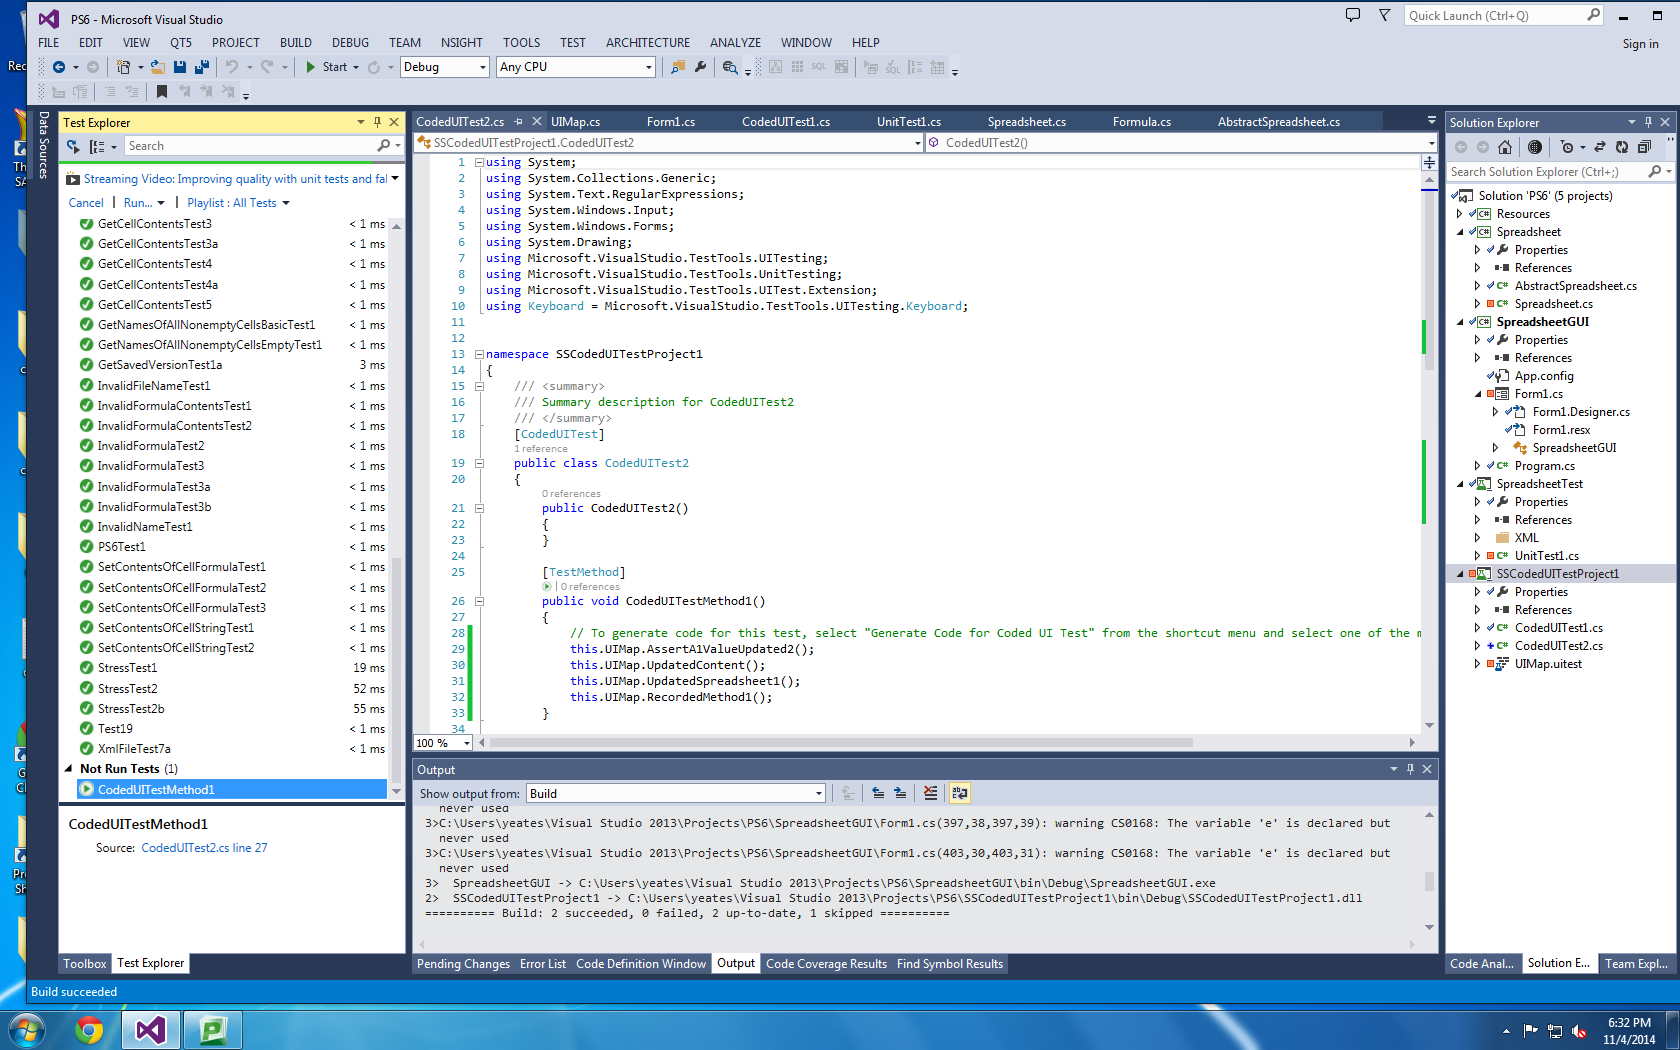 PS6 - Microsoft Visual Studio
Quick Launch (Ctrl+Q)
FILE EDIT VIEW QT5 PROJECT BUILD DEBUG TEAM NSIGHT TOOLS TEST ARCHITECTURE ANALYZE WINDOW HELP
Sign in
Start Debug Any CPU
Data Sources
Test Explorer
Search
Streaming Video: Improving quality with unit tests and fal
Cancel | Run... | Playlist : All Tests
GetCellContentsTest3 < 1 ms
GetCellContentsTest3a < 1 ms
GetCellContentsTest4 < 1 ms
GetCellContentsTest4a < 1 ms
GetCellContentsTest5 < 1 ms
GetNamesOfAllNonemptyCellsBasicTest1 < 1 ms
GetNamesOfAllNonemptyCellsEmptyTest1 < 1 ms
GetSavedVersionTest1a 3 ms
InvalidFileNameTest1 < 1 ms
InvalidFormulaContentsTest1 < 1 ms
InvalidFormulaContentsTest2 < 1 ms
InvalidFormulaTest2 < 1 ms
InvalidFormulaTest3 < 1 ms
InvalidFormulaTest3a < 1 ms
InvalidFormulaTest3b < 1 ms
InvalidNameTest1 < 1 ms
PS6Test1 < 1 ms
SetContentsOfCellFormulaTest1 < 1 ms
SetContentsOfCellFormulaTest2 < 1 ms
SetContentsOfCellFormulaTest3 < 1 ms
SetContentsOfCellStringTest1 < 1 ms
SetContentsOfCellStringTest2 < 1 ms
StressTest1 19 ms
StressTest2 52 ms
StressTest2b 55 ms
Test19 < 1 ms
XmlFileTest7a < 1 ms
Not Run Tests (1)
CodedUITestMethod1
CodedUITestMethod1
Source: CodedUITest2.cs line 27
Toolbox Test Explorer
CodedUITest2.cs UIMap.cs Form1.cs CodedUITest1.cs UnitTest1.cs Spreadsheet.cs Formula.cs AbstractSpreadsheet.cs
SSCodedUITestProject1.CodedUITest2 CodedUITest2()
1 using System;
2 using System.Collections.Generic;
3 using System.Text.RegularExpressions;
4 using System.Windows.Input;
5 using System.Windows.Forms;
6 using System.Drawing;
7 using Microsoft.VisualStudio.TestTools.UITesting;
8 using Microsoft.VisualStudio.TestTools.UnitTesting;
9 using Microsoft.VisualStudio.TestTools.UITest.Extension;
10 using Keyboard = Microsoft.VisualStudio.TestTools.UITesting.Keyboard;
11
12
13 namespace SSCodedUITestProject1
14 {
15 /// <summary>
16 /// Summary description for CodedUITest2
17 /// </summary>
18 [CodedUITest]
1 reference
19 public class CodedUITest2
20 {
0 references
21 public CodedUITest2()
22 {
23 }
24
25 [TestMethod]
| 0 references
26 public void CodedUITestMethod1()
27 {
28 // To generate code for this test, select "Generate Code for Coded UI Test" from the shortcut menu and select one of the m
29 this.UIMap.AssertA1ValueUpdated2();
30 this.UIMap.UpdatedContent();
31 this.UIMap.UpdatedSpreadsheet1();
32 this.UIMap.RecordedMethod1();
33 }
34
100 %
Output
Show output from: Build
never used
3>C:\Users\yeates\Visual Studio 2013\Projects\PS6\SpreadsheetGUI\Form1.cs(397,38,397,39): warning CS0168: The variable 'e' is declared but
never used
3>C:\Users\yeates\Visual Studio 2013\Projects\PS6\SpreadsheetGUI\Form1.cs(403,30,403,31): warning CS0168: The variable 'e' is declared but
never used
3> SpreadsheetGUI -> C:\Users\yeates\Visual Studio 2013\Projects\PS6\SpreadsheetGUI\bin\Debug\SpreadsheetGUI.exe
2> SSCodedUITestProject1 -> C:\Users\yeates\Visual Studio 2013\Projects\PS6\SSCodedUITestProject1\bin\Debug\SSCodedUITestProject1.dll
========== Build: 2 succeeded, 0 failed, 2 up-to-date, 1 skipped ==========
Pending Changes Error List Code Definition Window Output Code Coverage Results Find Symbol Results
Solution Explorer
Search Solution Explorer (Ctrl+;)
Solution 'PS6' (5 projects)
Resources
Spreadsheet
Properties
References
AbstractSpreadsheet.cs
Spreadsheet.cs
SpreadsheetGUI
Properties
References
App.config
Form1.cs
Form1.Designer.cs
Form1.resx
SpreadsheetGUI
Program.cs
SpreadsheetTest
Properties
References
XML
UnitTest1.cs
SSCodedUITestProject1
Properties
References
CodedUITest1.cs
CodedUITest2.cs
UIMap.uitest
Code Anal... Solution E... Team Expl...
Build succeeded
6:32 PM
11/4/2014